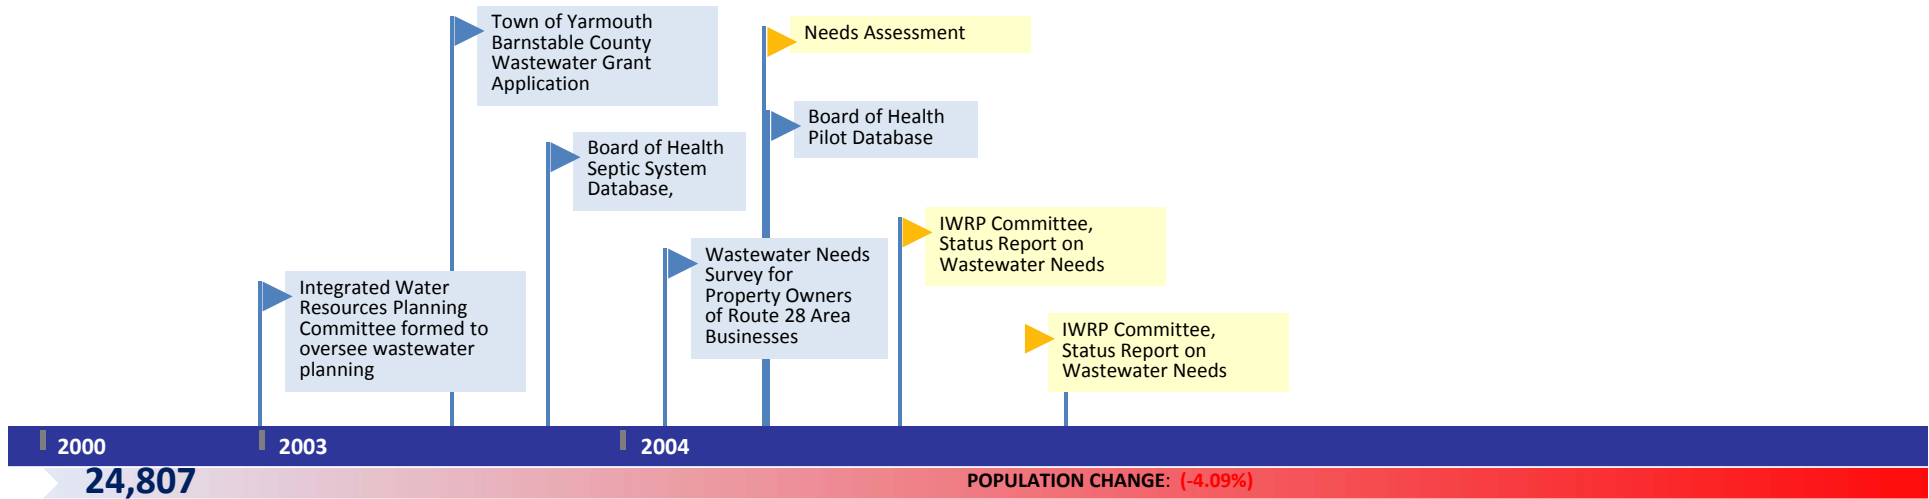 Town of Yarmouth
Barnstable County
Wastewater Grant
Application
Needs Assessment
Board of Health
Pilot Database
Board of Health
Septic System
Database,
IWRP Committee,
Status Report on
Wastewater Needs
Wastewater Needs
Survey for
Property Owners
of Route 28 Area
Businesses
Integrated Water
Resources Planning
Committee formed to
oversee wastewater
planning
IWRP Committee,
Status Report on
Wastewater Needs
2000
2003
2004
24,807
POPULATION CHANGE: (-4.09%)